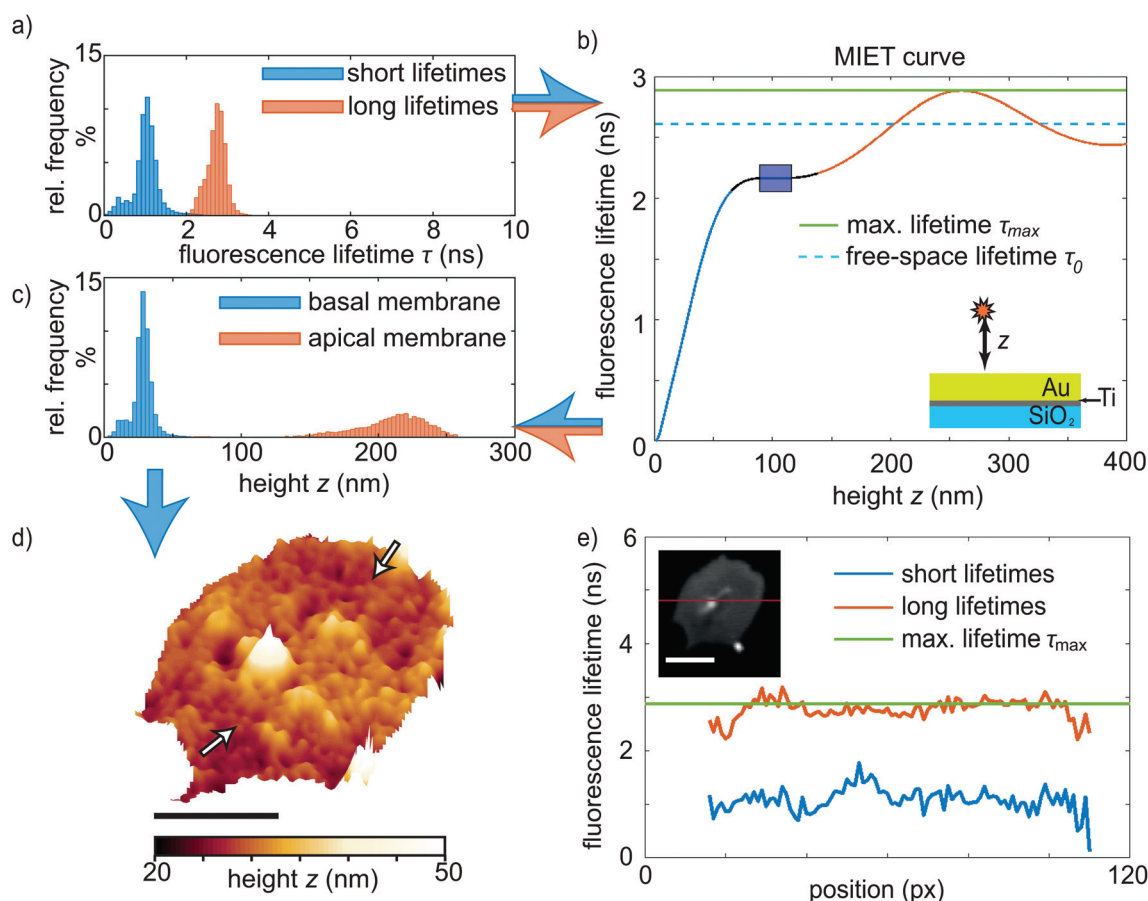 a)
15
0
rel. frequency
%
short lifetimes
long lifetimes
0 2 4 6 8 10
fluorescence lifetime τ (ns)
b)
MIET curve
3
2
1
0
fluorescence lifetime (ns)
max. lifetime τmax
free-space lifetime τ0
z
Au
Ti
SiO2
0 100 200 300 400
height z (nm)
c)
15
0
rel. frequency
%
basal membrane
apical membrane
0 100 200 300
height z (nm)
d)
20 50
height z (nm)
e)
6
4
2
0
fluorescence lifetime (ns)
short lifetimes
long lifetimes
max. lifetime τmax
0 120
position (px)